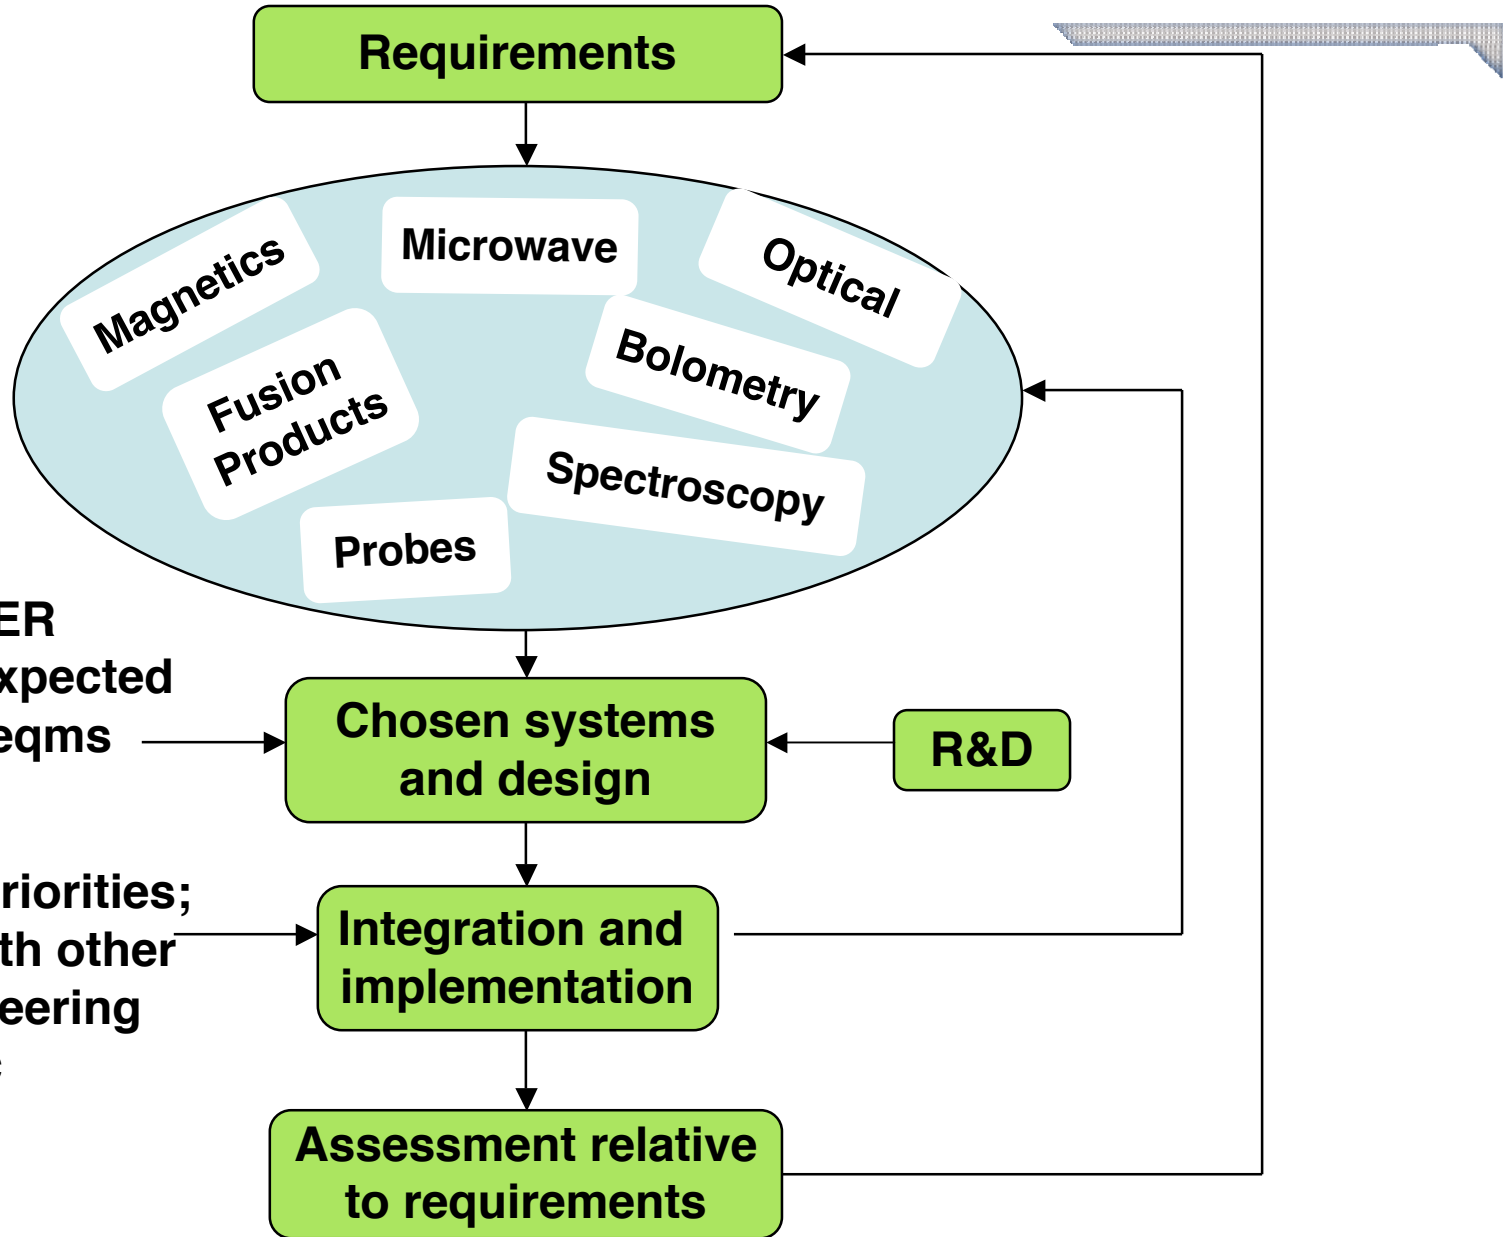 Requirements
Magnetics
Microwave
Optical
Fusion
Products
Bolometry
Spectroscopy
Probes
ER
xpected
eqms
Chosen systems
and design
R&D
riorities;
th other
eering
Integration and
implementation
Assessment relative
to requirements